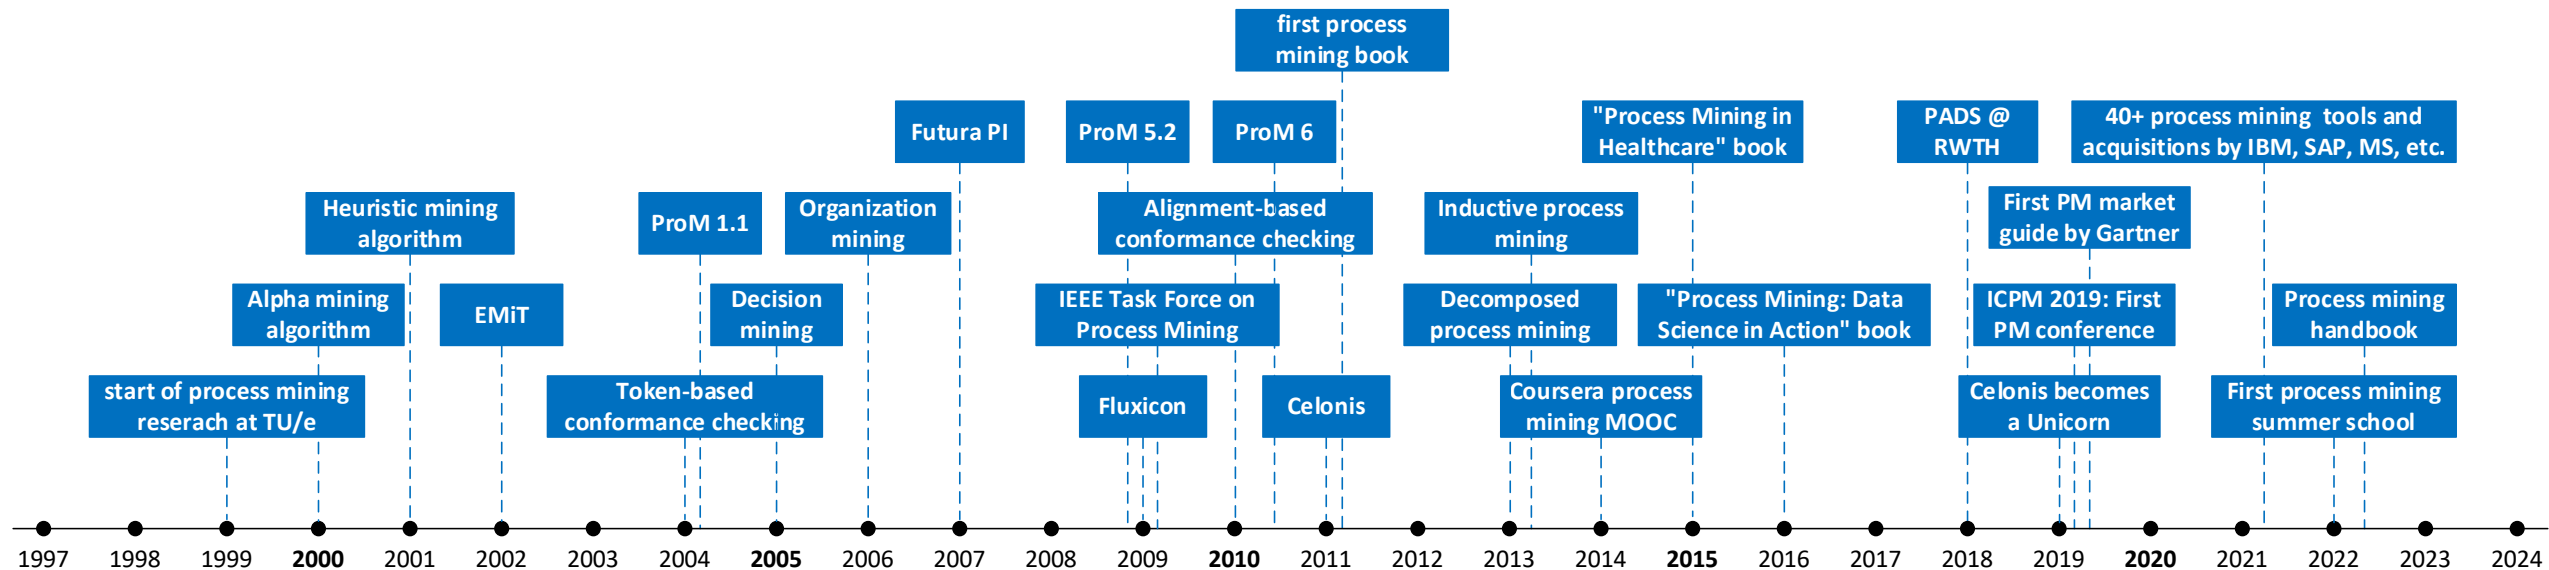 first process
mining book
Futura PI
ProM 5.2
ProM 6
"Process Mining in
Healthcare" book
PADS @
RWTH
40+ process mining  tools and
acquisitions by IBM, SAP, MS, etc.
Heuristic mining
algorithm
ProM 1.1
Organization
mining
Alignment-based
conformance checking
Inductive process
mining
First PM market
guide by Gartner
Alpha mining
algorithm
EMiT
Decision
mining
IEEE Task Force on
Process Mining
Decomposed
process mining
"Process Mining: Data
Science in Action" book
ICPM 2019: First
PM conference
Process mining
handbook
start of process mining
reserach at TU/e
Token-based
conformance checking
Fluxicon
Celonis
Coursera process
mining MOOC
Celonis becomes
a Unicorn
First process mining
summer school
1997 1998 1999 2000 2001 2002 2003 2004 2005 2006 2007 2008 2009 2010 2011 2012 2013 2014 2015 2016 2017 2018 2019 2020 2021 2022 2023 2024